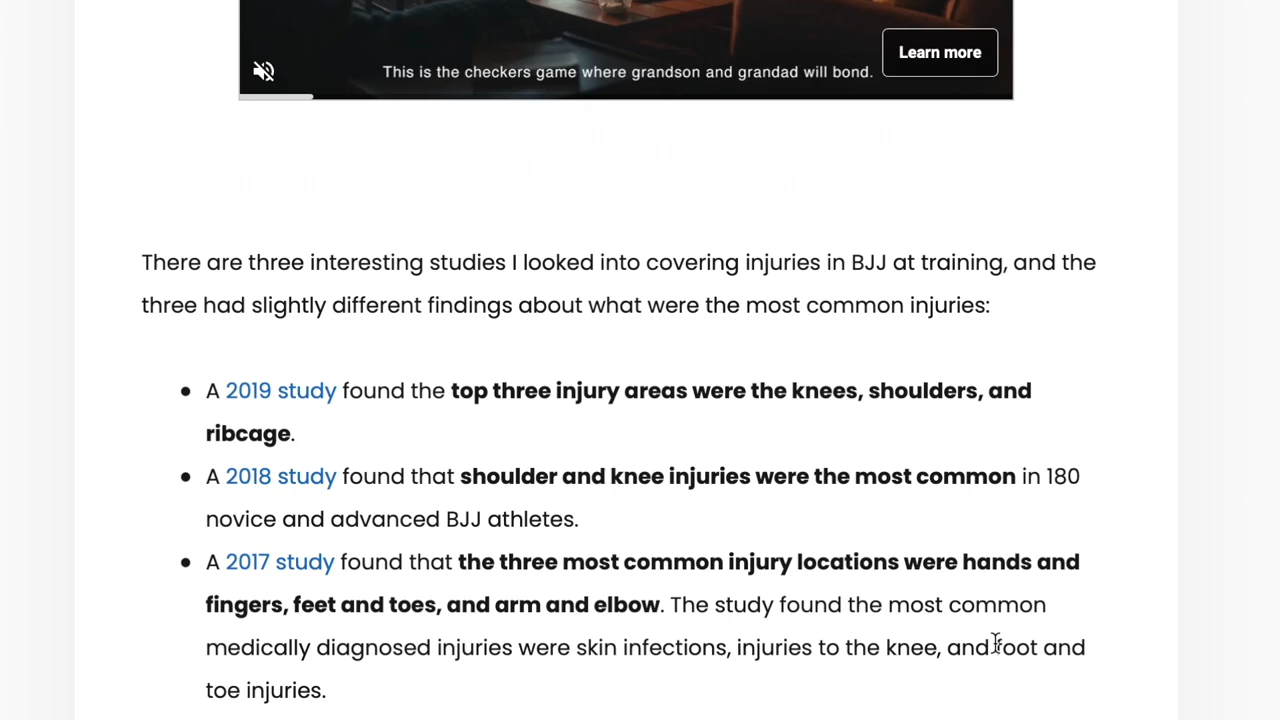 Learn more
This is the checkers game where grandson and grandad will bond.
There are three interesting studies I looked into covering injuries in BJJ at training, and the
three had slightly different findings about what were the most common injuries:
• A 2019 study found the top three injury areas were the knees, shoulders, and
ribcage.
• A 2018 study found that shoulder and knee injuries were the most common in 180
novice and advanced BJJ athletes.
• A 2017 study found that the three most common injury locations were hands and
fingers, feet and toes, and arm and elbow. The study found the most common
medically diagnosed injuries were skin infections, injuries to the knee, and foot and
toe injuries.